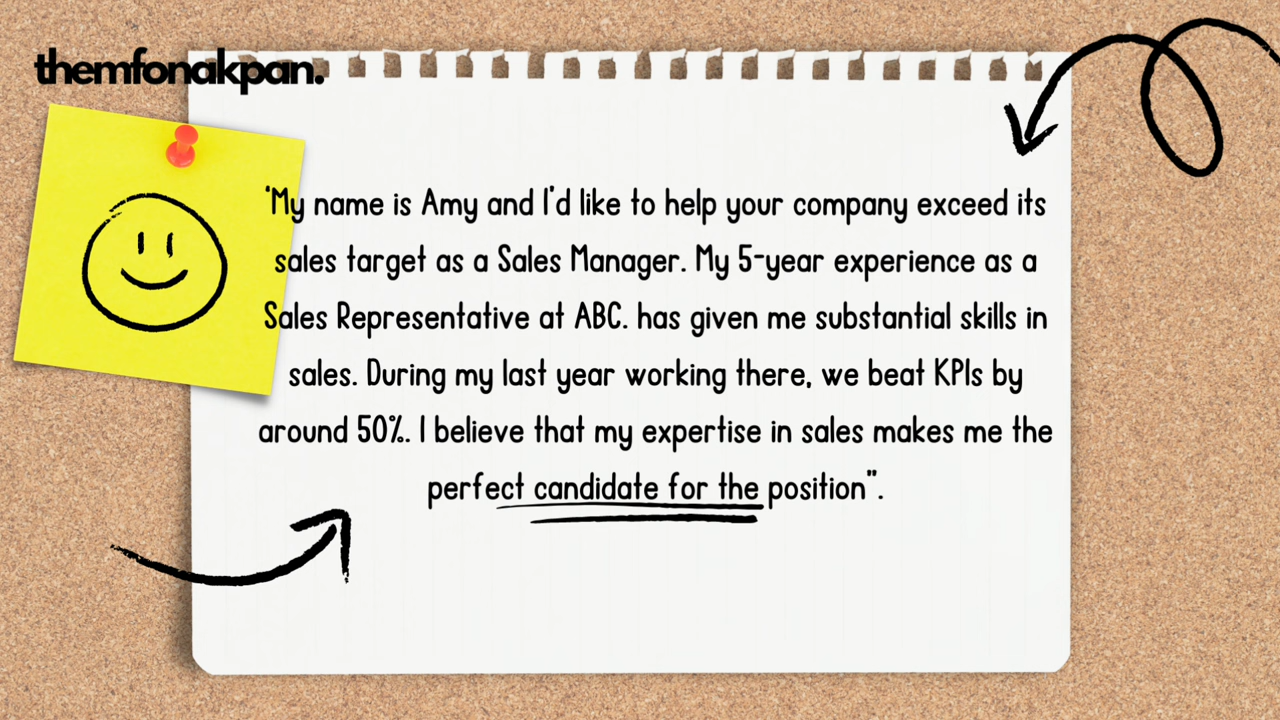 themfonakpan.
'My name is Amy and I'd like to help your company exceed its
sales target as a Sales Manager. My 5-year experience as a
Sales Representative at ABC. has given me substantial skills in
sales. During my last year working there, we beat KPIs by
around 50%. I believe that my expertise in sales makes me the
perfect candidate for the position".